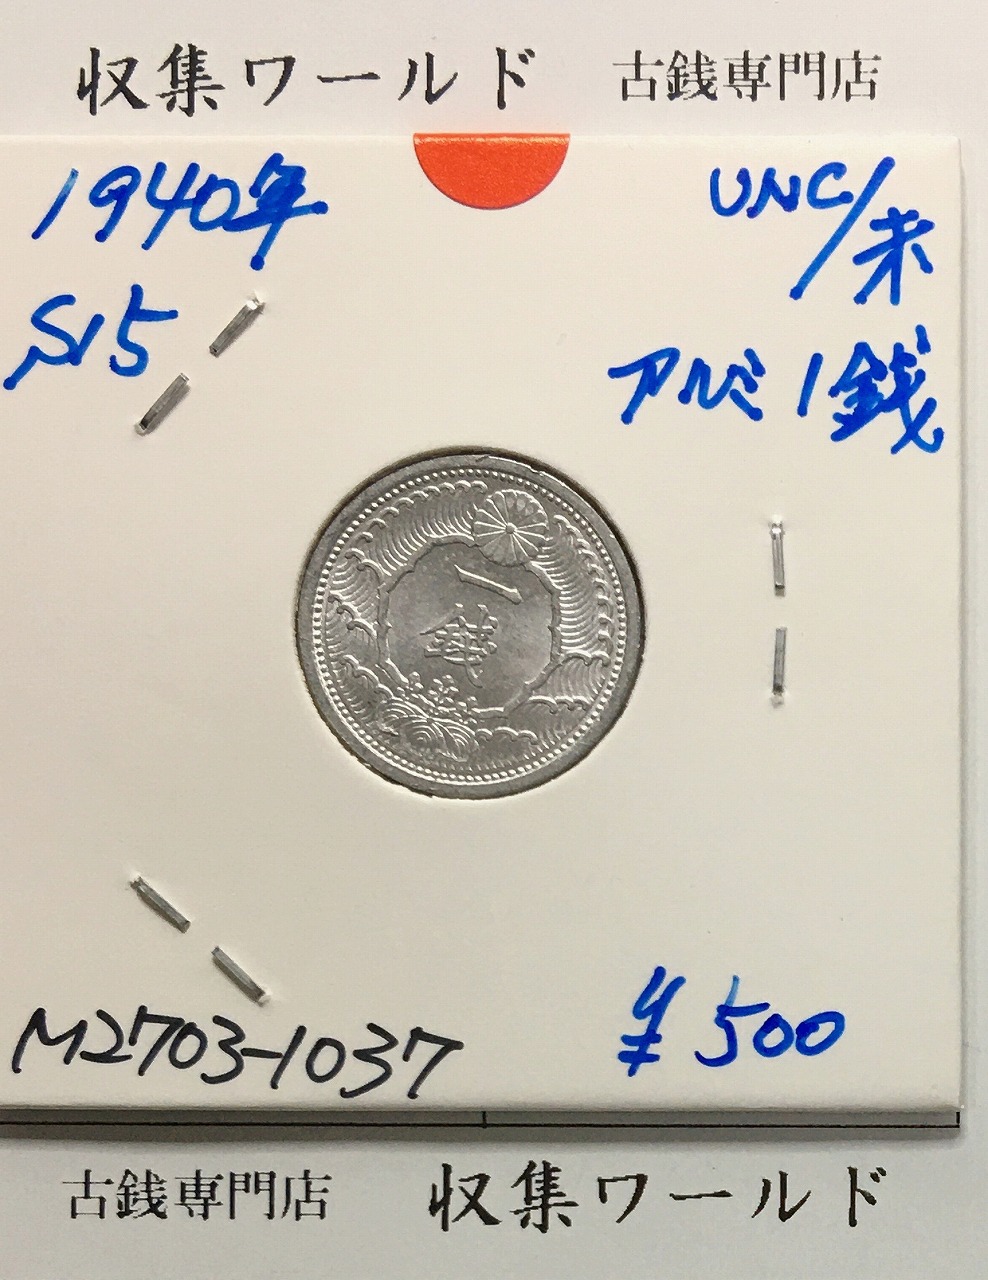 収集ワールド 古銭専門店
1940年 UNC/未
S15
アルミ1銭
一
銭
M2703-1037 ¥500
古銭専門店 収集ワールド